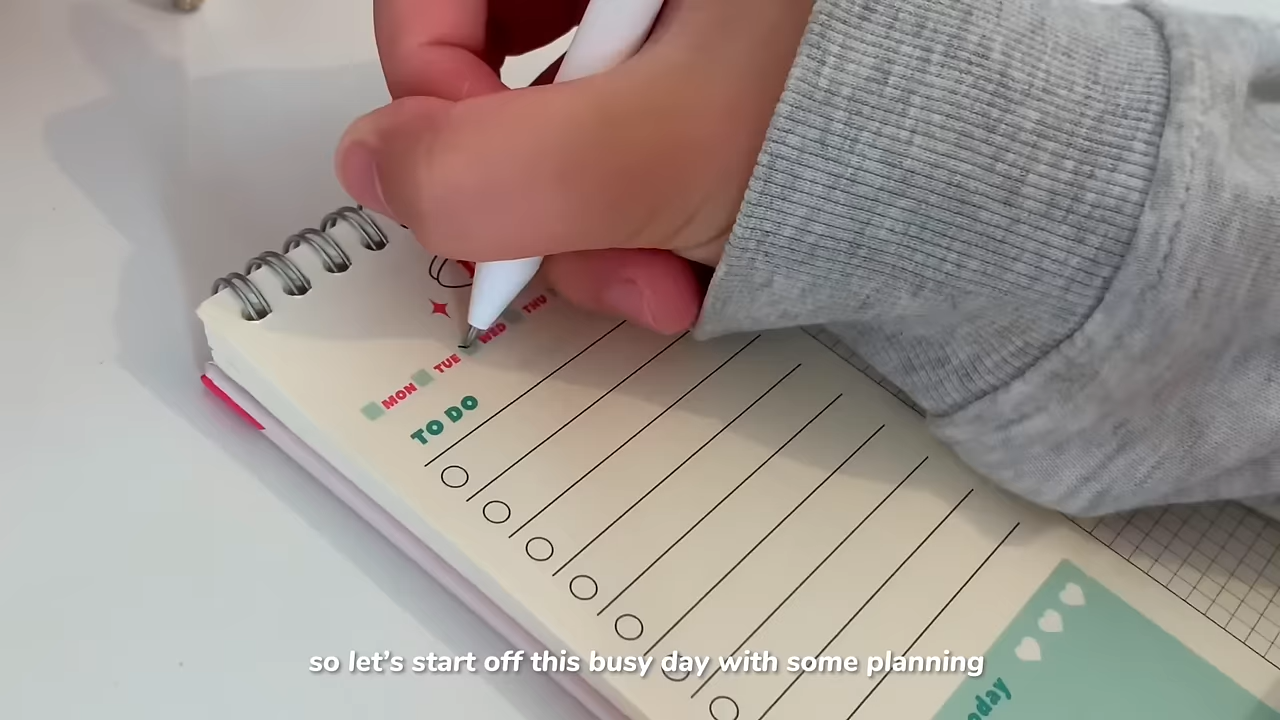 MON TUE WED THU
TO DO
so let's start off this busy day with some planning